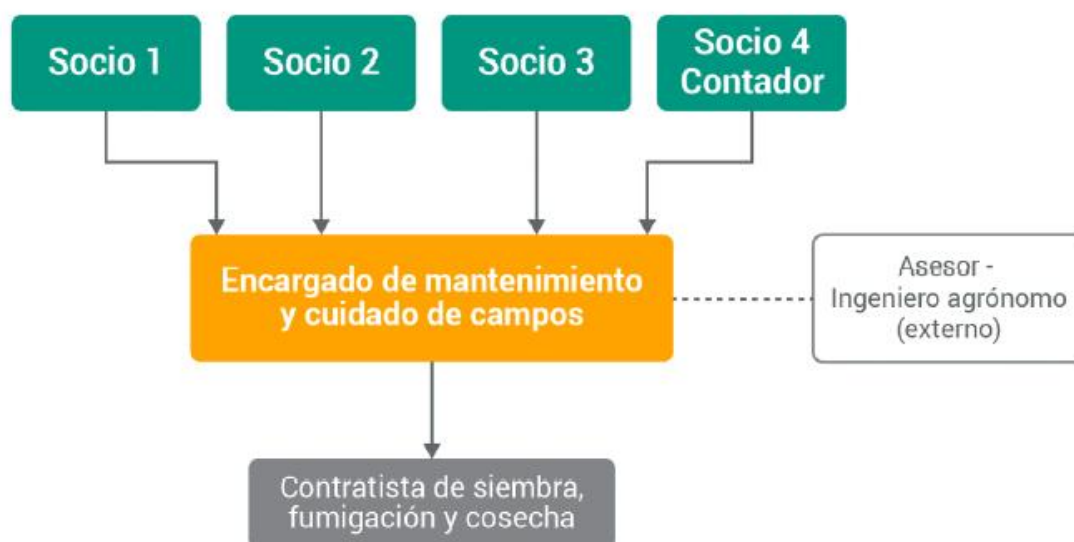 Socio 1
Socio 2
Socio 3
Socio 4
Contador
Encargado de mantenimiento
y cuidado de campos
Asesor -
Ingeniero agrónomo
(externo)
Contratista de siembra,
fumigación y cosecha